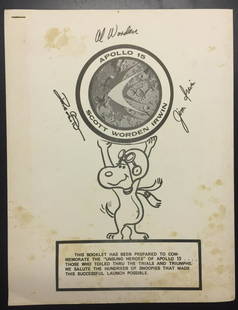 Al Worden
APOLLO 15
SCOTT WORDEN IRWIN
Jim Irwin
THIS BOOKLET HAS BEEN PREPARED TO COM-
MEMORATE THE "UNSUNG HEROES" OF APOLLO 15 . . .
THOSE WHO TOILED THRU THE TRIALS AND TRIUMPHS.
WE SALUTE THE HUNDREDS OF SNOOPIES THAT MADE
THIS SUCCESSFUL LAUNCH POSSIBLE.